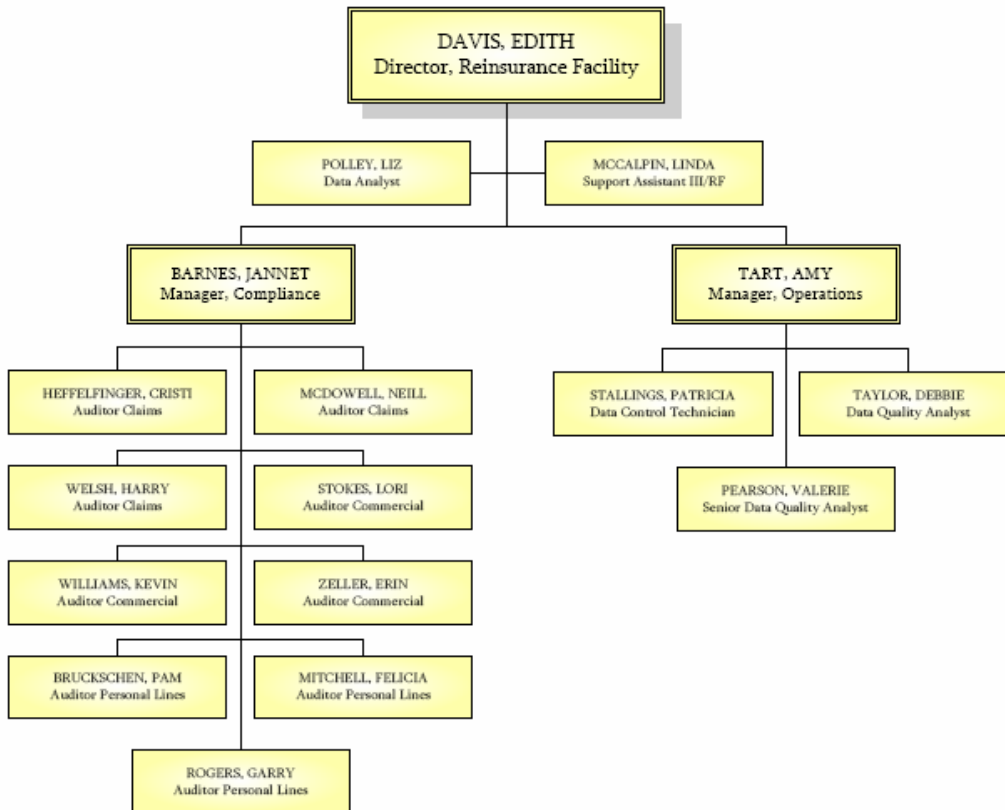 DAVIS, EDITH
Director, Reinsurance Facility
POLLEY, LIZ
Data Analyst
MCCALPIN, LINDA
Support Assistant III/RF
BARNES, JANNET
Manager, Compliance
TART, AMY
Manager, Operations
HEFFELFINGER, CRISTI
Auditor Claims
MCDOWELL, NEILL
Auditor Claims
STALLINGS, PATRICIA
Data Control Technician
TAYLOR, DEBBIE
Data Quality Analyst
WELSH, HARRY
Auditor Claims
STOKES, LORI
Auditor Commercial
PEARSON, VALERIE
Senior Data Quality Analyst
WILLIAMS, KEVIN
Auditor Commercial
ZELLER, ERIN
Auditor Commercial
BRUCKSCHEN, PAM
Auditor Personal Lines
MITCHELL, FELICIA
Auditor Personal Lines
ROGERS, GARRY
Auditor Personal Lines